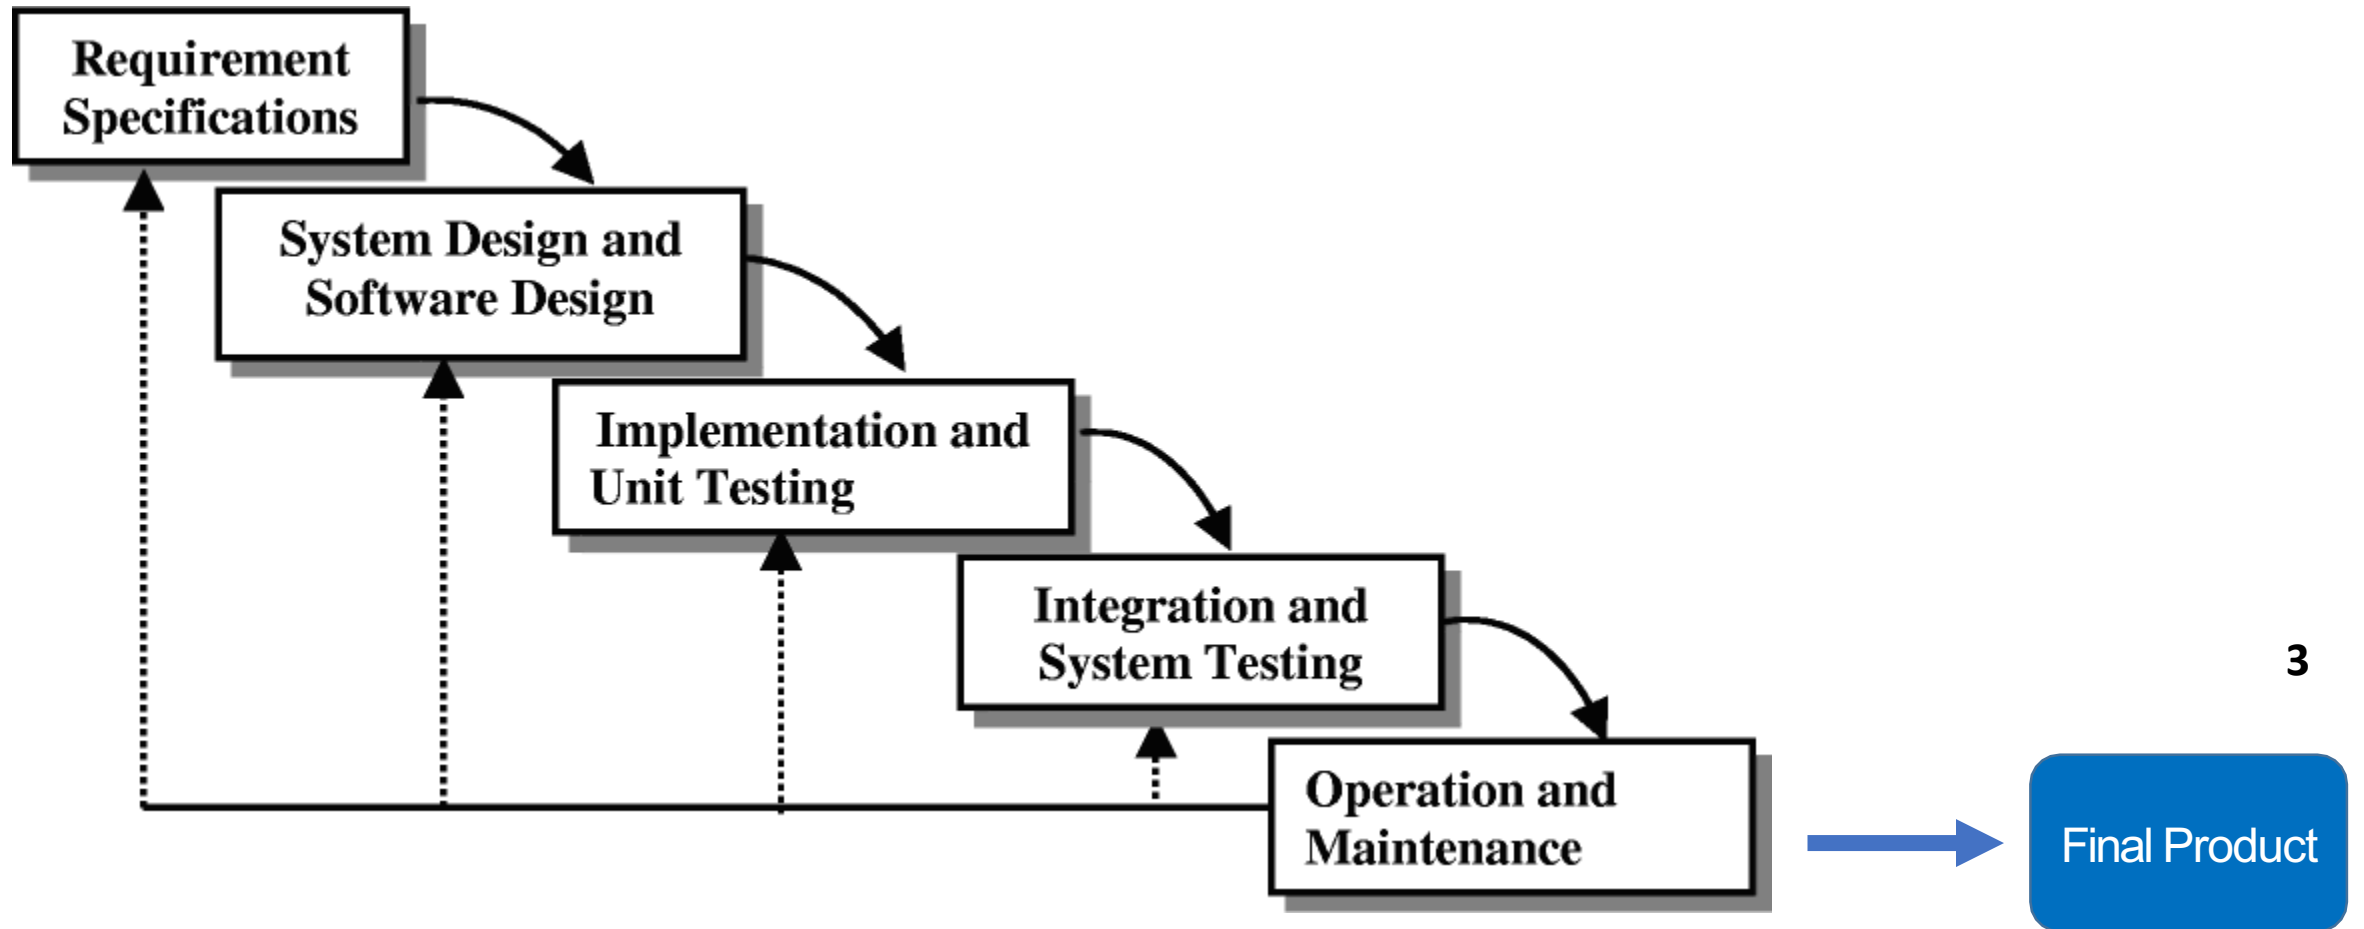 Requirement
Specifications
System Design and
Software Design
Implementation and
Unit Testing
Integration and
System Testing
3
Operation and
Maintenance
Final Product